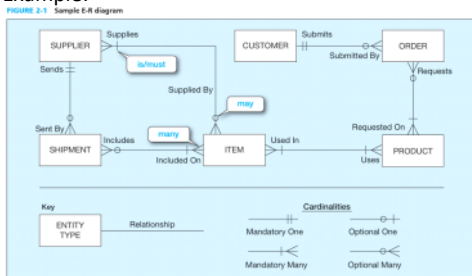 Example:
FIGURE 2-1 Sample E-R diagram
SUPPLIER
Supplies
CUSTOMER
Submits
Submitted By
ORDER
is/must
Sends
Supplied By
may
Requests
Sent By
many
Requested On
SHIPMENT
Includes
Included On
ITEM
Used In
Uses
PRODUCT
Key
Cardinalities
ENTITY
TYPE
Relationship
Mandatory One
Optional One
Mandatory Many
Optional Many